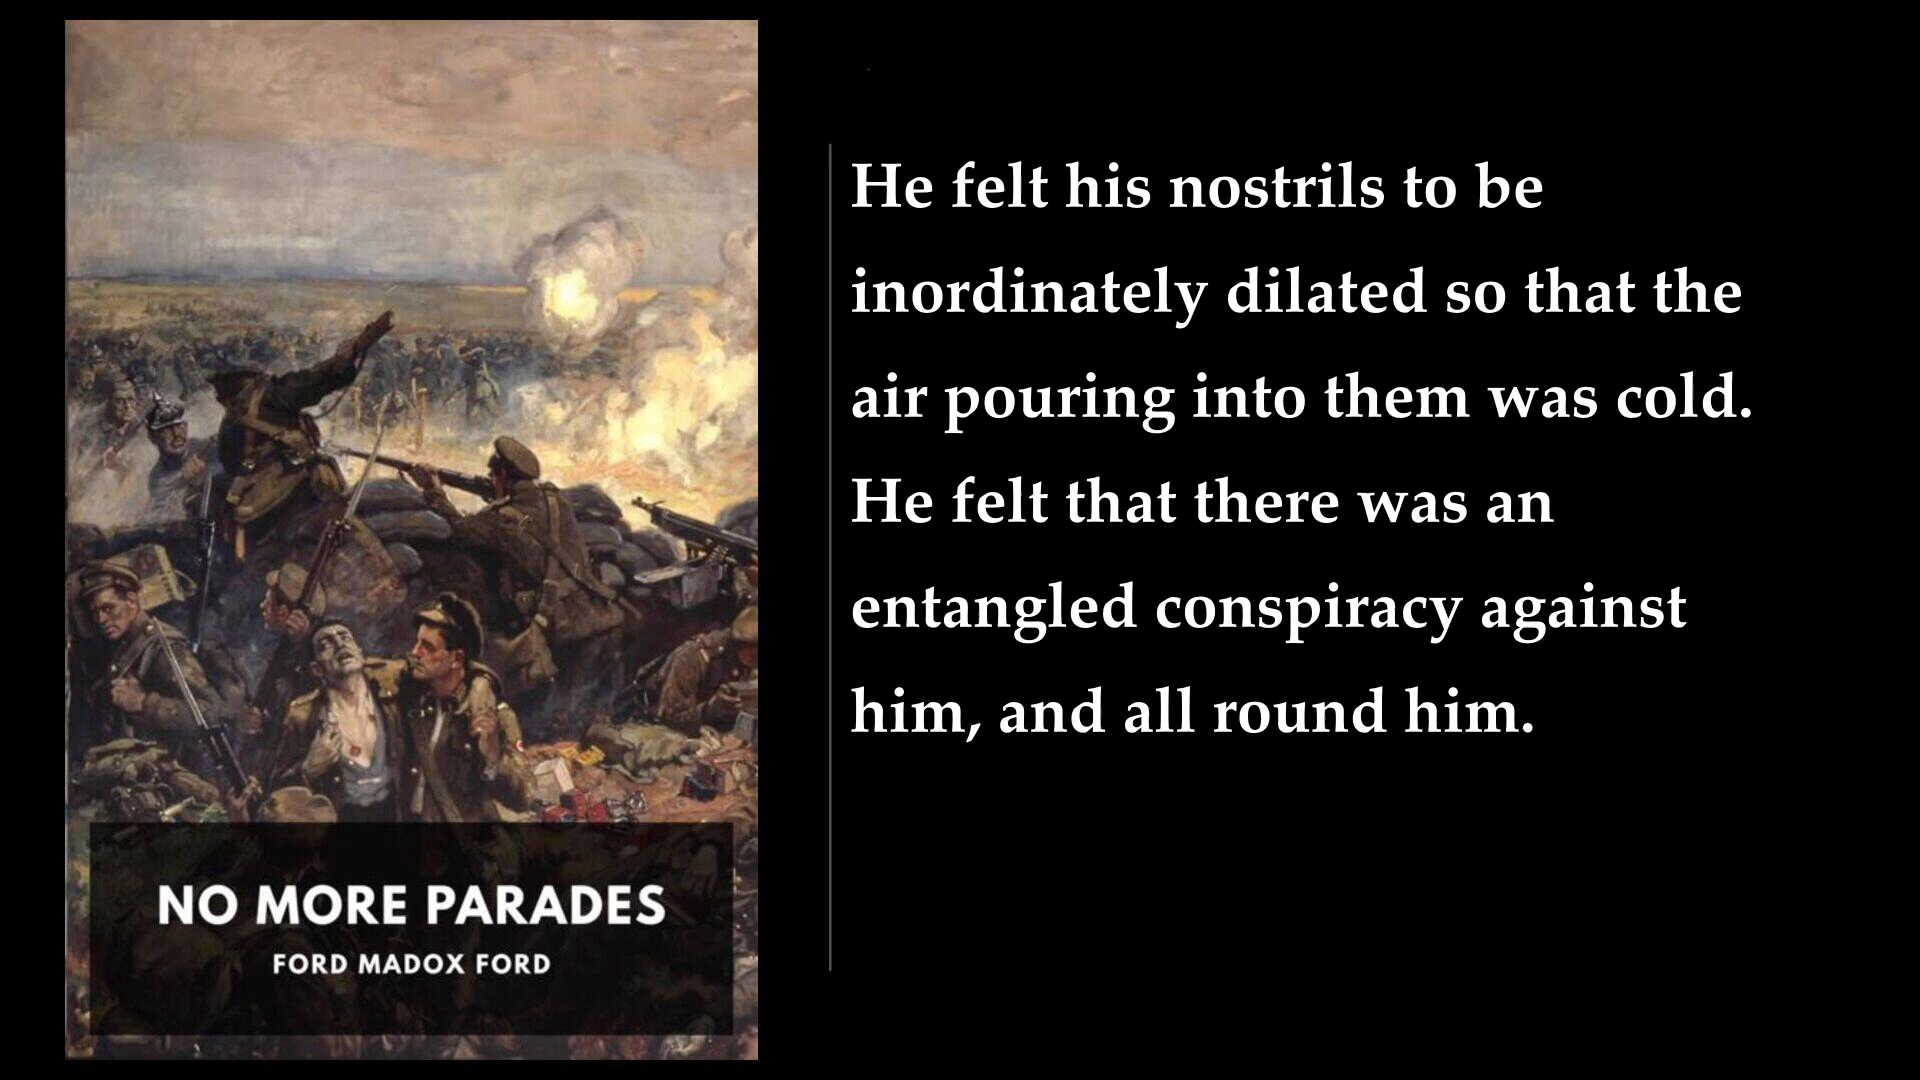 He felt his nostrils to be
inordinately dilated so that the
air pouring into them was cold.
He felt that there was an
entangled conspiracy against
him, and all round him.
NO MORE PARADES
FORD MADOX FORD